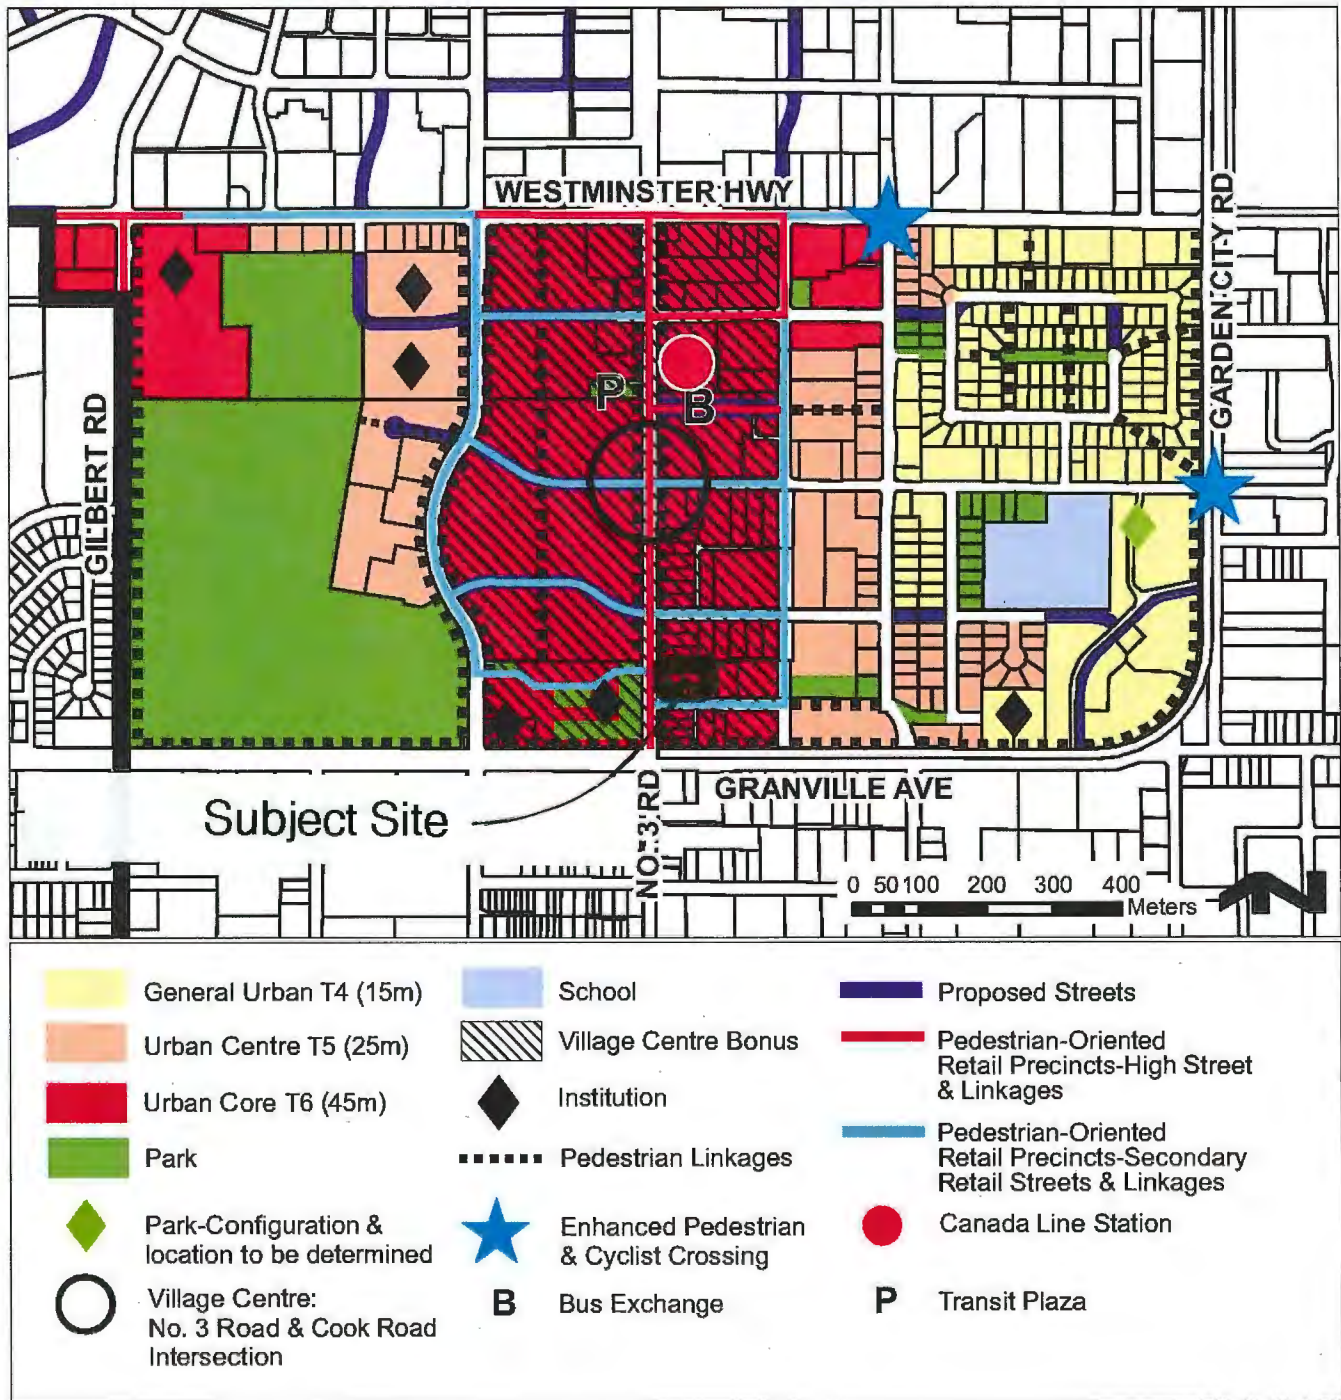 WESTMINSTER HWY
GARDEN CITY RD
GILBERT RD
P
B
Subject Site
NO. 3 RD
GRANVILLE AVE
0 50 100 200 300 400
Meters
General Urban T4 (15m)
Urban Centre T5 (25m)
Urban Core T6 (45m)
Park
Park-Configuration &
location to be determined
Village Centre:
No. 3 Road & Cook Road
Intersection
School
Village Centre Bonus
Institution
Pedestrian Linkages
Enhanced Pedestrian
& Cyclist Crossing
B
Bus Exchange
Proposed Streets
Pedestrian-Oriented
Retail Precincts-High Street
& Linkages
Pedestrian-Oriented
Retail Precincts-Secondary
Retail Streets & Linkages
Canada Line Station
P
Transit Plaza